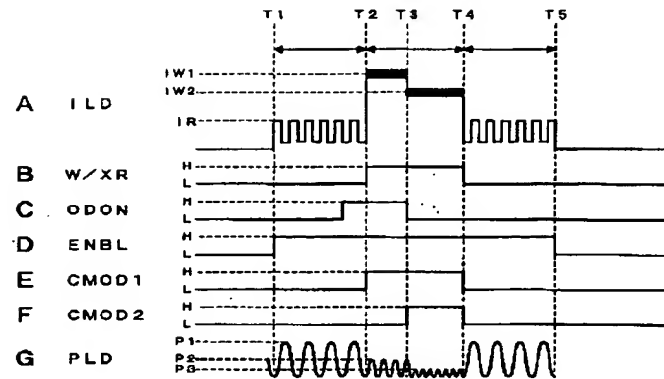 T1 T2 T3 T4 T5
IW1
IW2
A ILD
IR
H
B W/XR
L
H
C ODON
L
H
D ENBL
L
H
E CMOD1
L
H
F CMOD2
L
P1
G PLD P2
P3